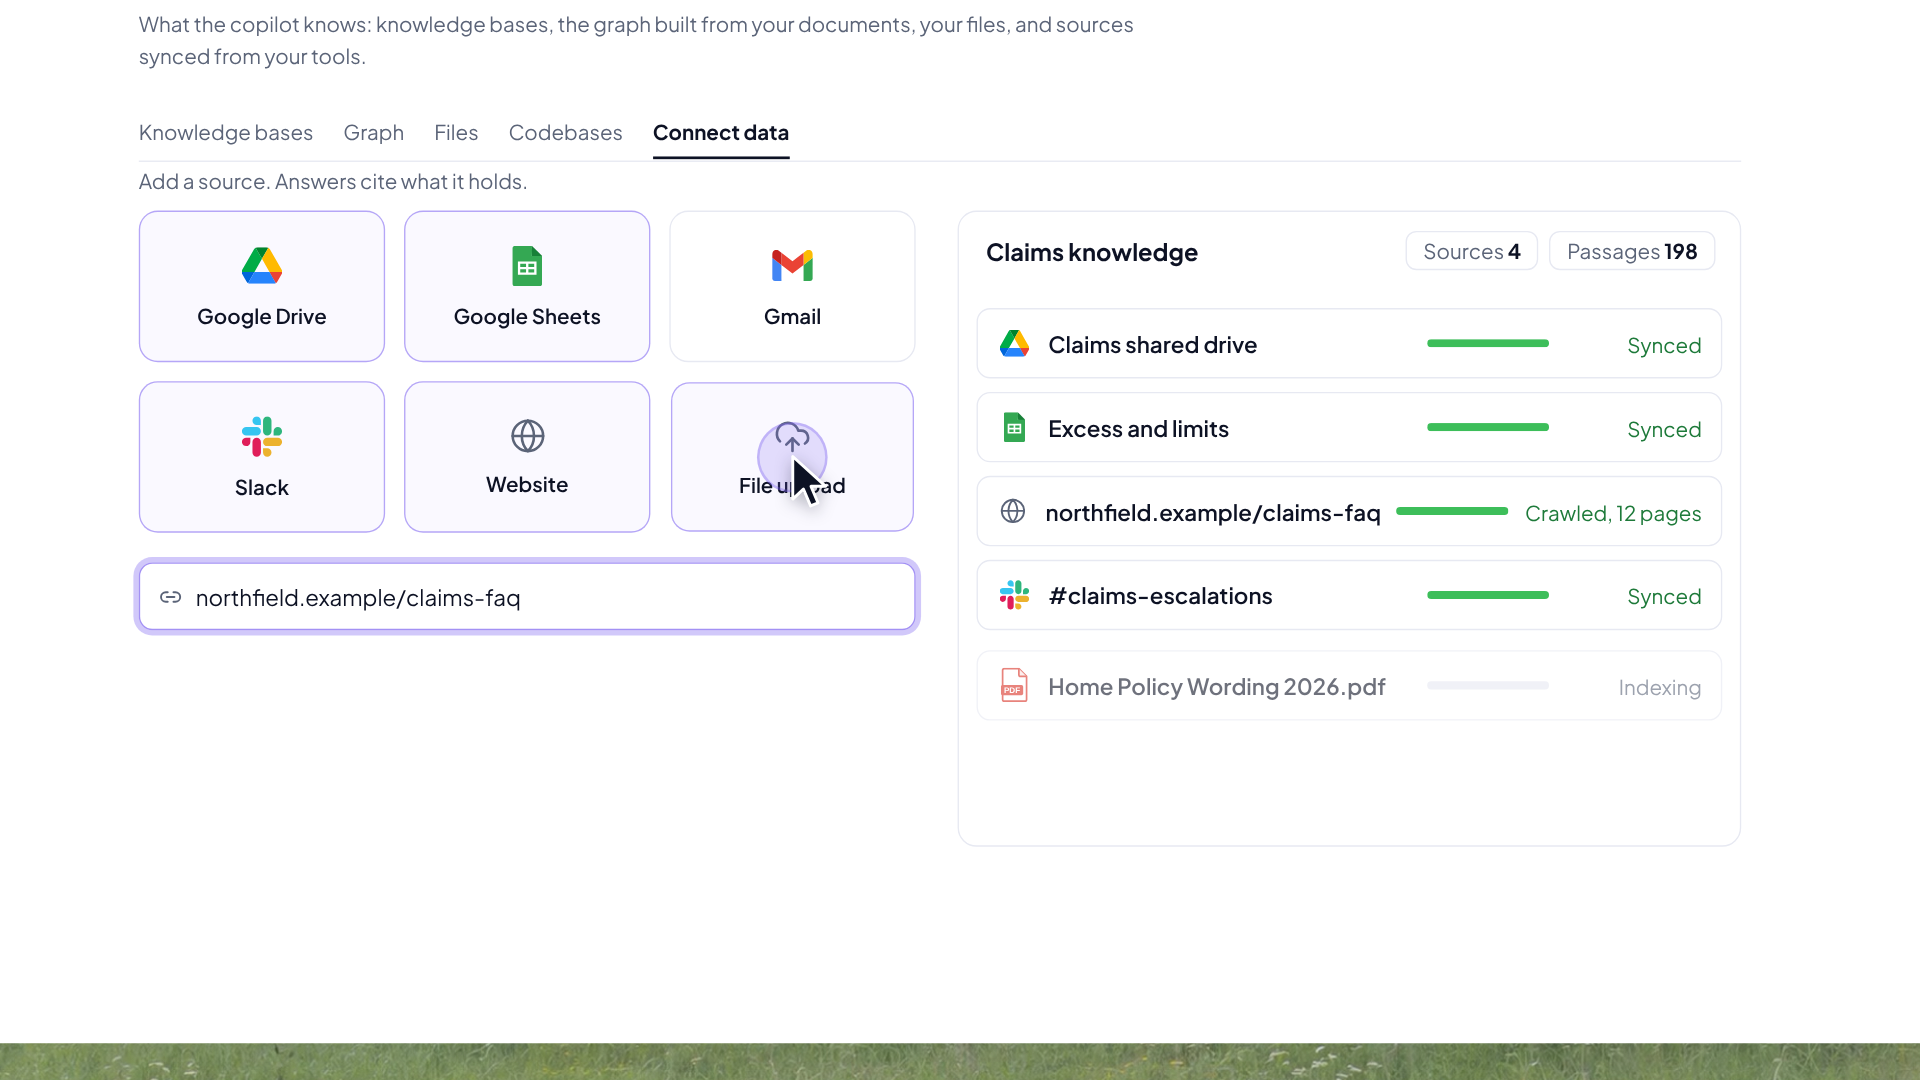 What the copilot knows: knowledge bases, the graph built from your documents, your files, and sources
synced from your tools.
Knowledge bases Graph Files Codebases Connect data
Add a source. Answers cite what it holds.
Google Drive Google Sheets Gmail
Slack Website File upload
northfield.example/claims-faq
Claims knowledge Sources 4 Passages 198
Claims shared drive Synced
Excess and limits Synced
northfield.example/claims-faq Crawled, 12 pages
#claims-escalations Synced
PDF Home Policy Wording 2026.pdf Indexing